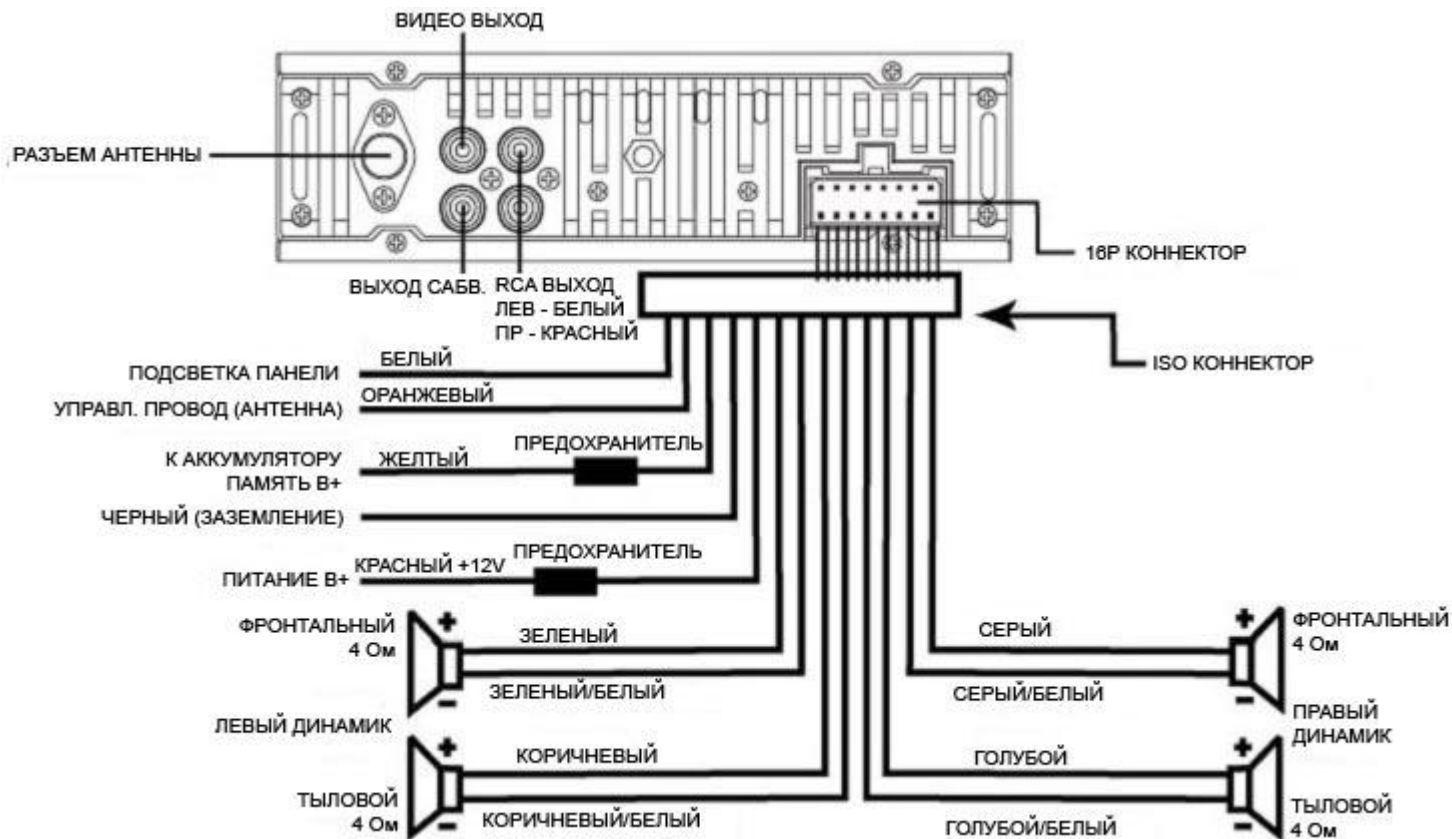 ВИДЕО ВЫХОД
РАЗЪЕМ АНТЕННЫ
16P КОННЕКТОР
ВЫХОД САБВ.
RCA ВЫХОД
ЛЕВ - БЕЛЫЙ
ПР - КРАСНЫЙ
ISO КОННЕКТОР
ПОДСВЕТКА ПАНЕЛИ
БЕЛЫЙ
УПРАВЛ. ПРОВОД (АНТЕННА)
ОРАНЖЕВЫЙ
К АККУМУЛЯТОРУ
ПАМЯТЬ B+
ЖЕЛТЫЙ
ПРЕДОХРАНИТЕЛЬ
ЧЕРНЫЙ (ЗАЗЕМЛЕНИЕ)
ПИТАНИЕ B+
КРАСНЫЙ +12V
ПРЕДОХРАНИТЕЛЬ
ФРОНТАЛЬНЫЙ
4 Ом
+
-
ЗЕЛЕНЫЙ
ЗЕЛЕНЫЙ/БЕЛЫЙ
СЕРЫЙ
СЕРЫЙ/БЕЛЫЙ
+
-
ФРОНТАЛЬНЫЙ
4 Ом
ЛЕВЫЙ ДИНАМИК
ПРАВЫЙ
ДИНАМИК
ТЫЛОВОЙ
4 Ом
+
-
КОРИЧНЕВЫЙ
КОРИЧНЕВЫЙ/БЕЛЫЙ
ГОЛУБОЙ
ГОЛУБОЙ/БЕЛЫЙ
+
-
ТЫЛОВОЙ
4 Ом